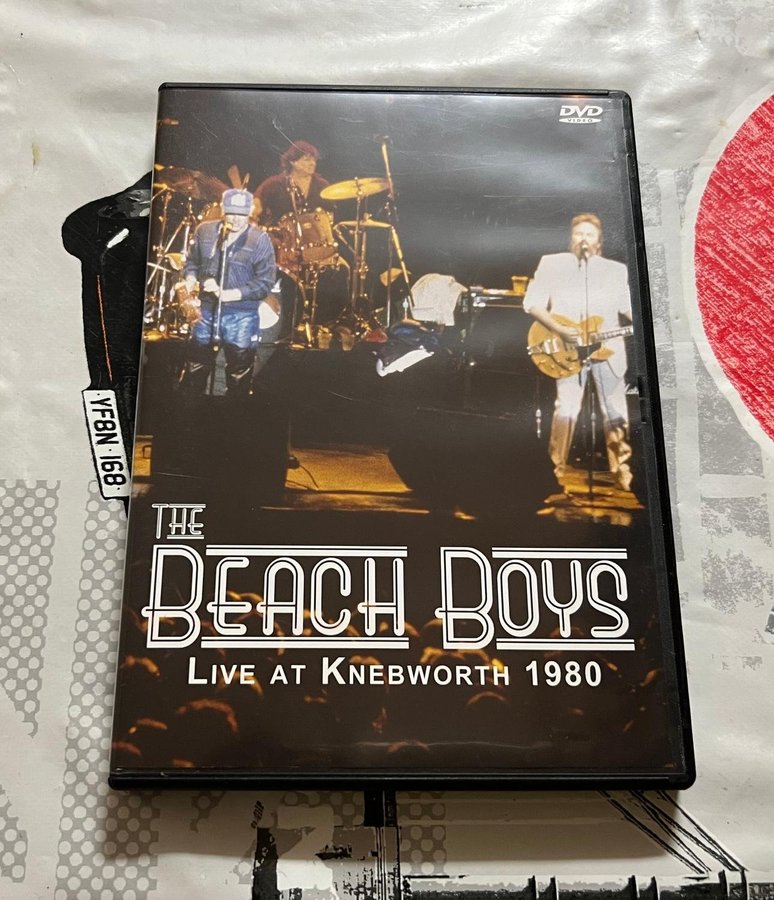 DVD
VIDEO
THE
BEACH BOYS
LIVE AT KNEBWORTH 1980
YF8N·168